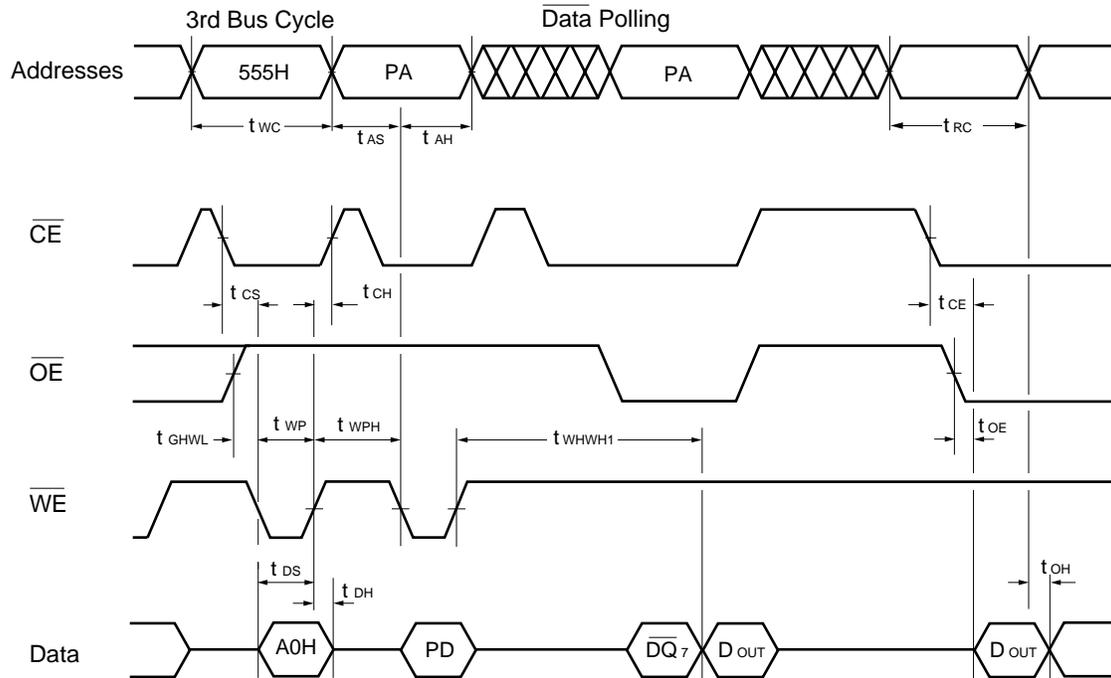 3rd Bus Cycle
Data Polling
Addresses
555H
PA
PA
t WC
t AS
t AH
t RC
CE
t CS
t CH
t CE
OE
t GHWL
t WP
t WPH
t WHWH1
t OE
WE
t DS
t DH
t OH
Data
A0H
PD
DQ 7
D OUT
D OUT